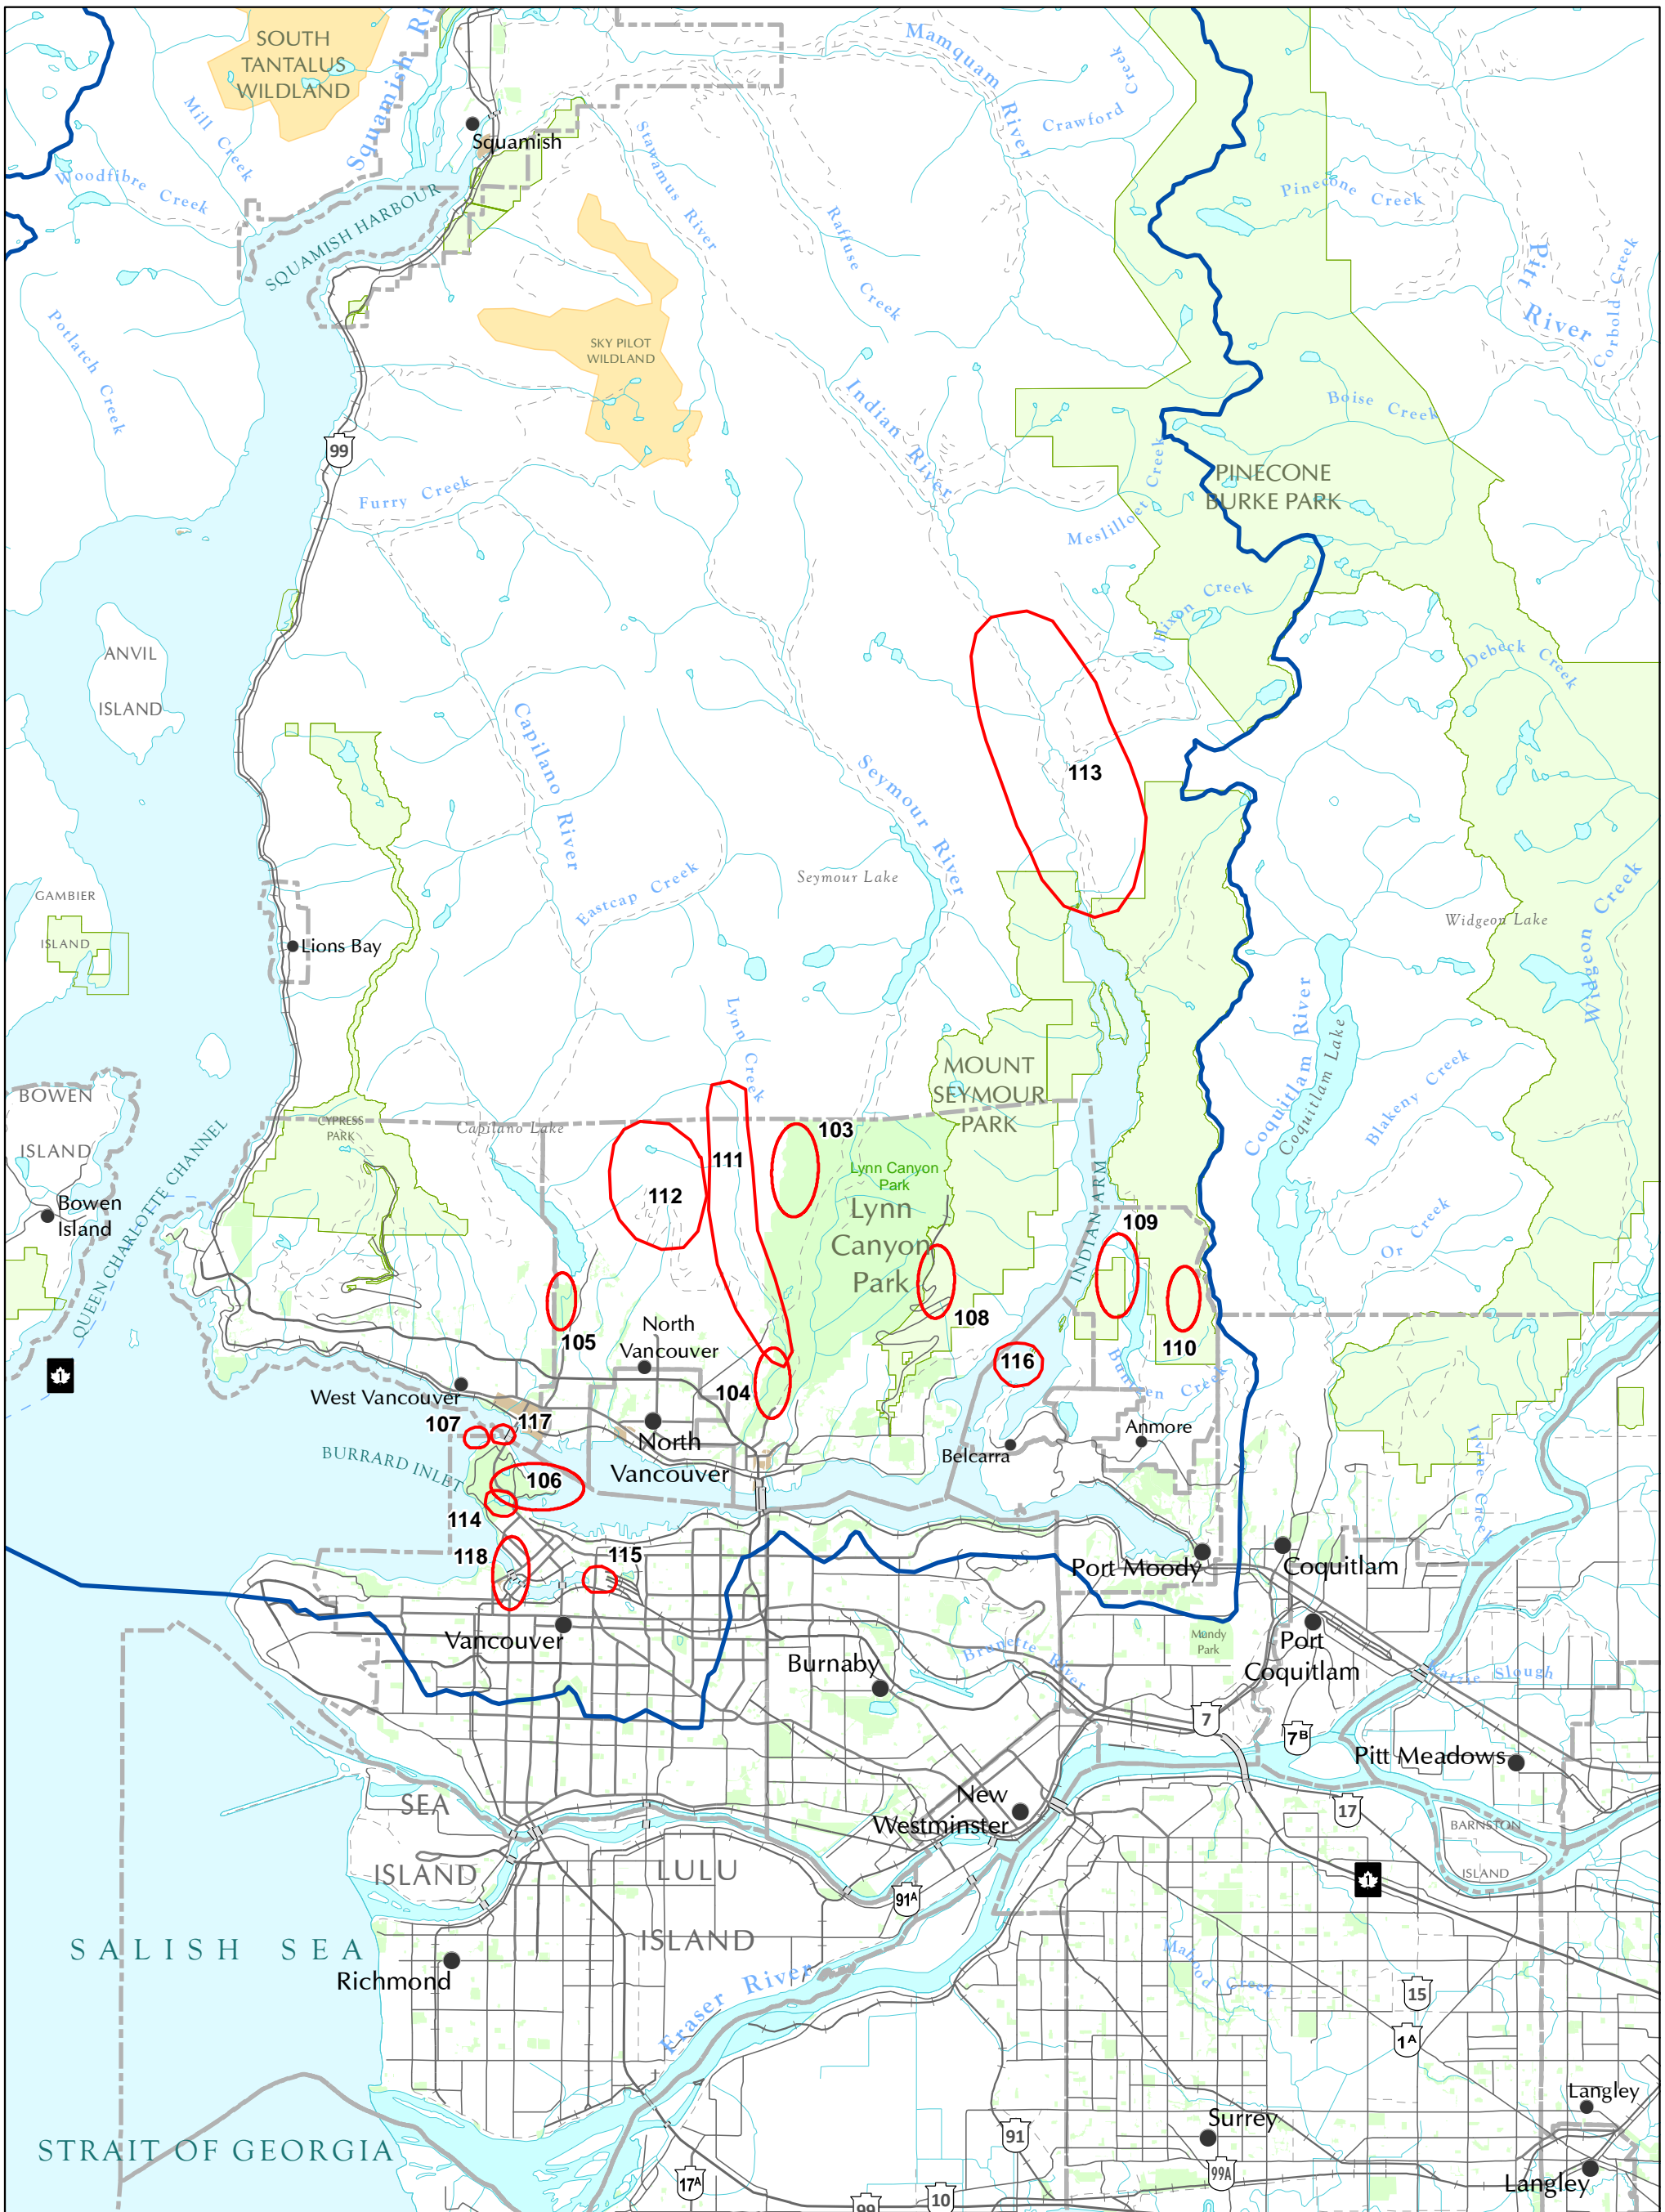 SOUTH
TANTALUS
WILDLAND
Squamish Ri
Mamquam River
Crawford Creek
Mill Creek
Squamish
Stawamus River
Woodfibre Creek
SQUAMISH HARBOUR
Raffuse Creek
Pinecone Creek
Pitt River
Corbold Creek
Potlatch Creek
SKY PILOT
WILDLAND
Indian River
Boise Creek
99
Furry Creek
Meslilloet Creek
PINECONE
BURKE PARK
Hixon Creek
Debeck Creek
ANVIL
ISLAND
Capilano River
Seymour River
113
Eastcap Creek
Seymour Lake
GAMBIER
ISLAND
Lions Bay
Widgeon Lake
Widgeon Creek
Lynn Creek
Coquitlam River
Coquitlam Lake
Blakeny Creek
MOUNT
SEYMOUR
PARK
BOWEN
ISLAND
CYPRESS
PARK
Capilano Lake
103
111
112
Lynn Canyon
Park
Lynn
Canyon
Park
INDIAN ARM
Bowen
Island
QUEEN CHARLOTTE CHANNEL
109
Or Creek
108
105
110
North
Vancouver
116
Buntzen Creek
1
West Vancouver
104
107
117
Anmore
North
Vancouver
Belcarra
Irvine Creek
BURRARD INLET
106
114
118
115
Port Moody
Coquitlam
Vancouver
Burnaby
Brunette River
Mundy
Park
Port
Coquitlam
Katzie Slough
7
7B
Pitt Meadows
SEA
ISLAND
New
Westminster
17
BARNSTON
ISLAND
LULU
ISLAND
91A
1
SALISH SEA
Richmond
Fraser River
Mahood Creek
15
1A
Langley
Surrey
STRAIT OF GEORGIA
91
99A
17A
99
10
Langley